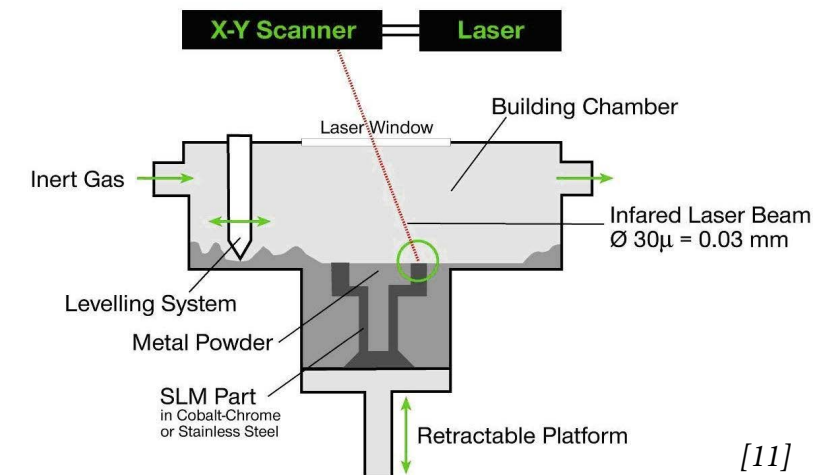 X-Y Scanner
Laser
Laser Window
Building Chamber
Inert Gas
Infared Laser Beam
Ø 30µ = 0.03 mm
Levelling System
Metal Powder
SLM Part
in Cobalt-Chrome
or Stainless Steel
Retractable Platform
[11]